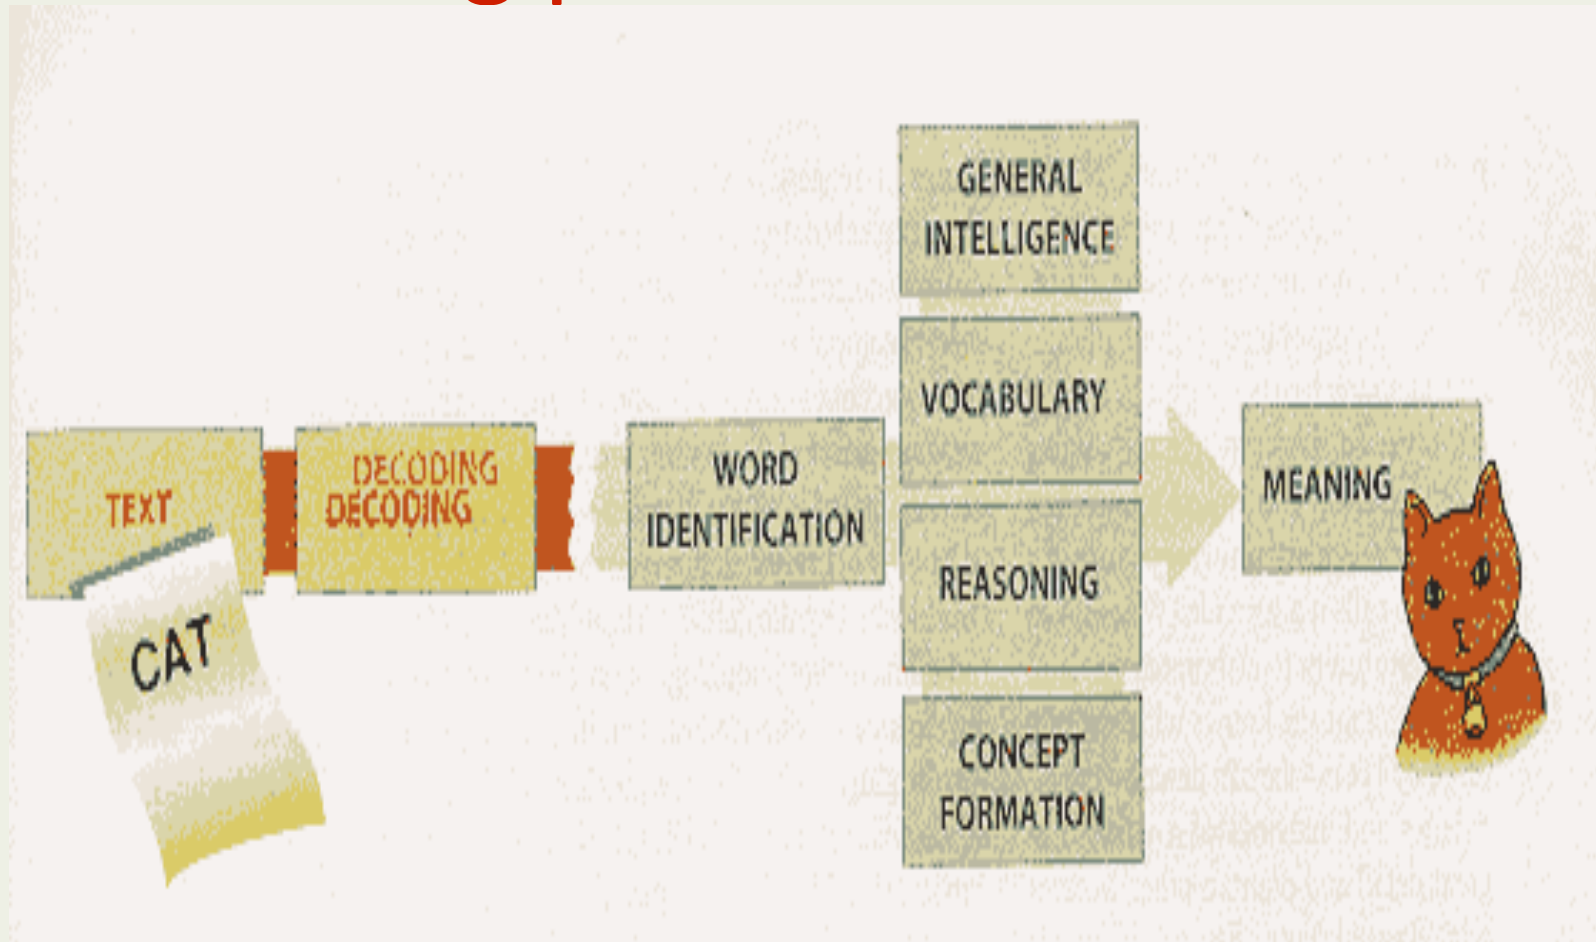 TEXT
DECODING
DECODING
CAT
WORD
IDENTIFICATION
GENERAL
INTELLIGENCE
VOCABULARY
REASONING
CONCEPT
FORMATION
MEANING